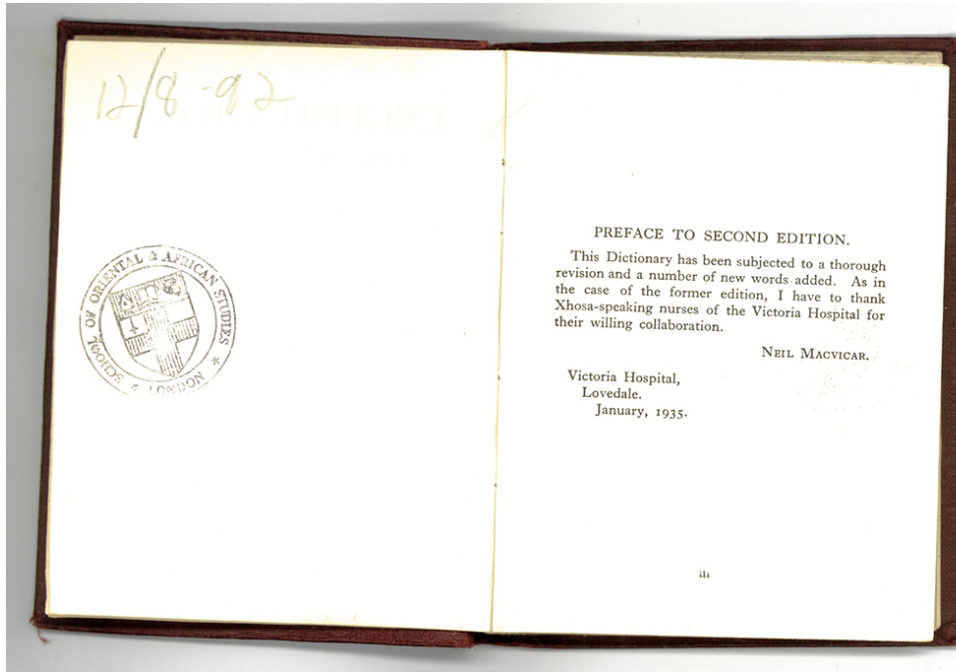 12/8-92
SCHOOL OF ORIENTAL & AFRICAN STUDIES
LONDON
PREFACE TO SECOND EDITION.
This Dictionary has been subjected to a thorough
revision and a number of new words added. As in
the case of the former edition, I have to thank
Xhosa-speaking nurses of the Victoria Hospital for
their willing collaboration.
NEIL MACVICAR.
Victoria Hospital,
Lovedale.
January, 1935.
iii